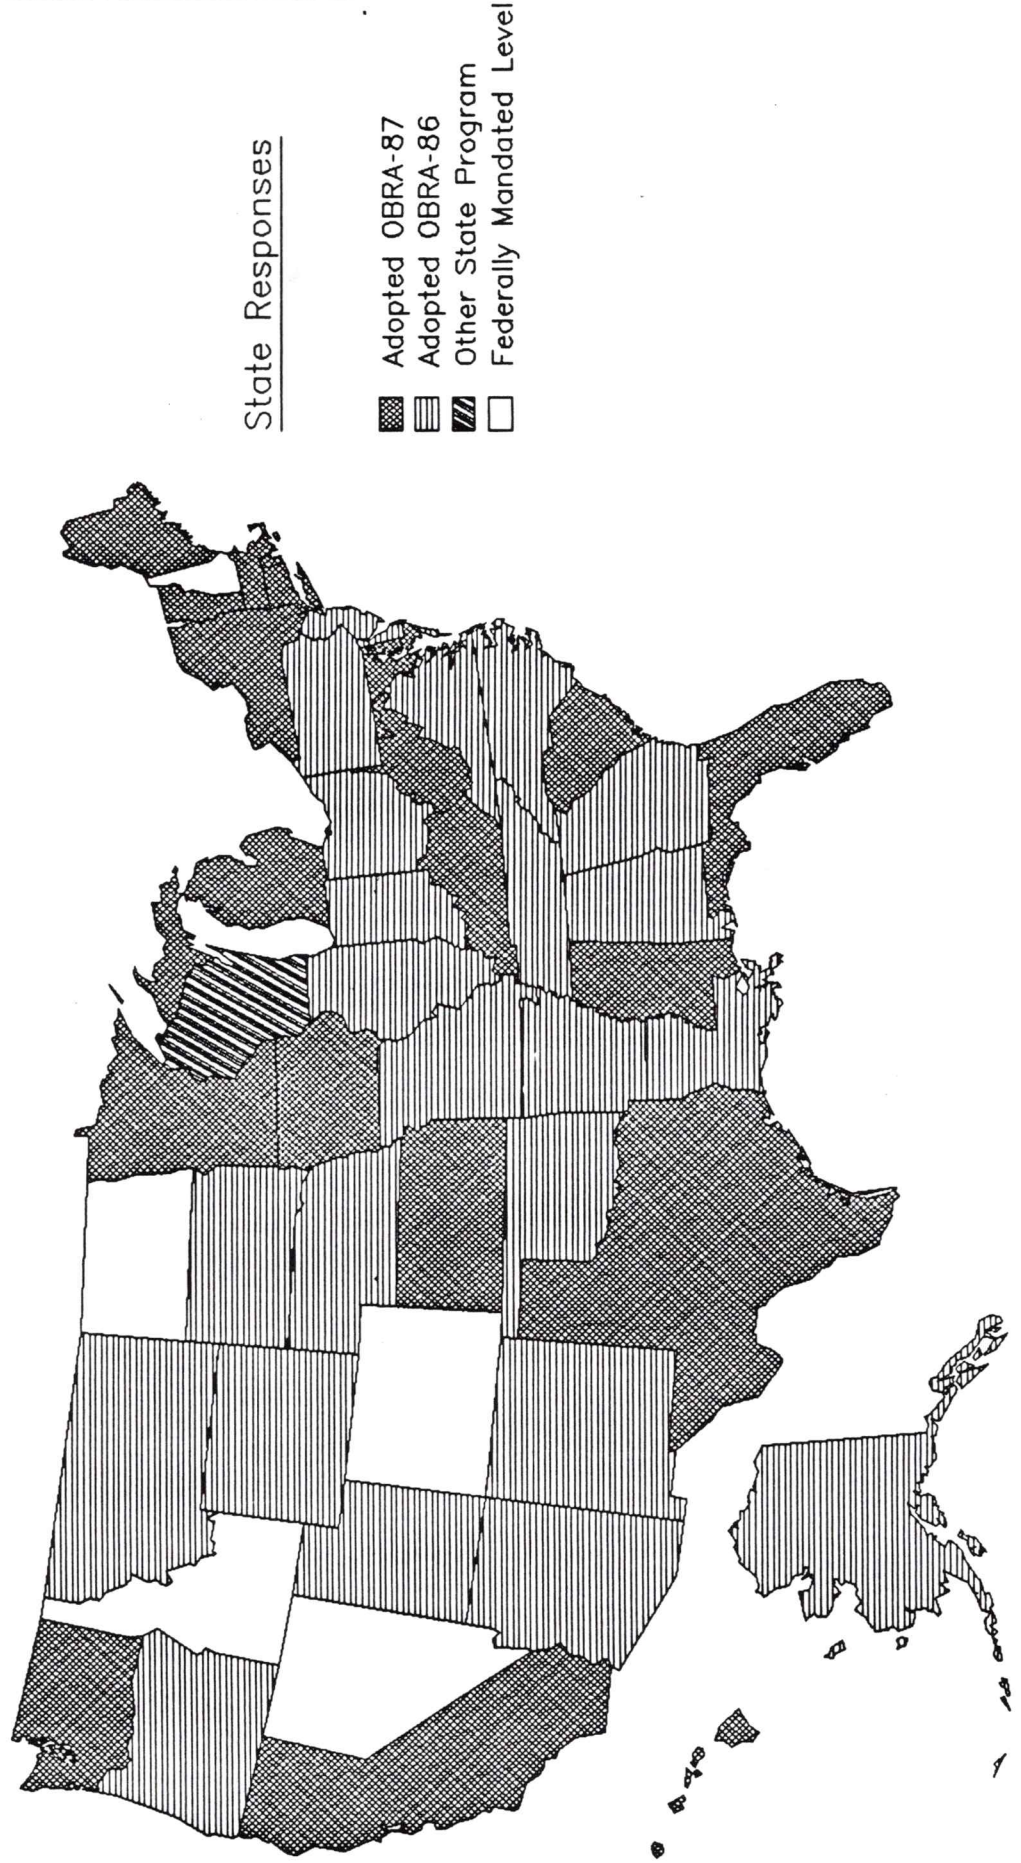 State Responses
Adopted OBRA-87
Adopted OBRA-86
Other State Program
Federally Mandated Level